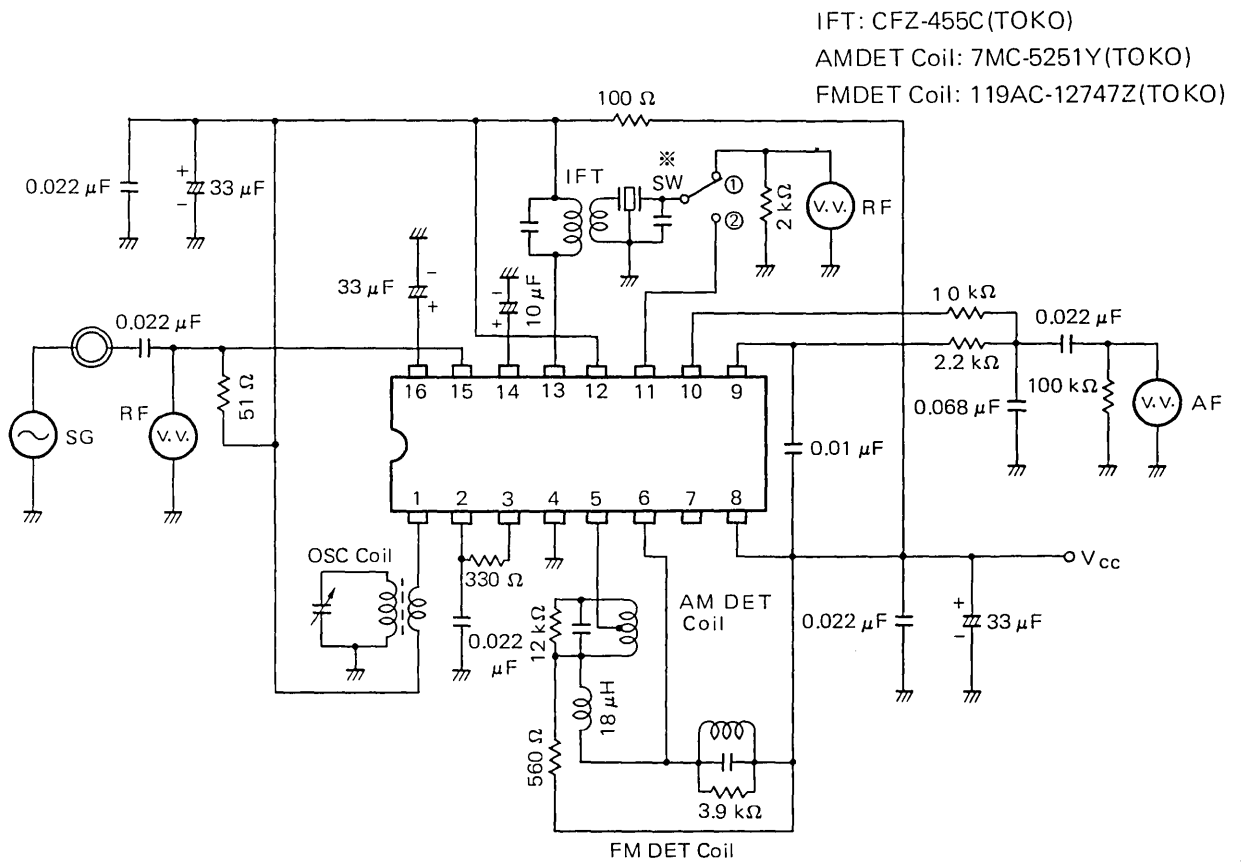 IFT: CFZ-455C(TOKO)
AMDET Coil: 7MC-5251Y(TOKO)
FMDET Coil: 119AC-12747Z(TOKO)
100 Ω
0.022 μF
+
33 μF
−
IFT
※
SW
①
②
2 kΩ
V.V.
RF
33 μF
−
+
−
+
10 μF
10 kΩ
0.022 μF
2.2 kΩ
0.022 μF
51 Ω
16 15 14 13 12 11 10 9
100 kΩ
0.068 μF
V.V.
AF
SG
RF
V.V.
0.01 μF
1 2 3 4 5 6 7 8
OSC Coil
330 Ω
Vcc
0.022
μF
12 kΩ
AM DET
Coil
0.022 μF
+
−
33 μF
18 μH
560 Ω
3.9 kΩ
FM DET Coil